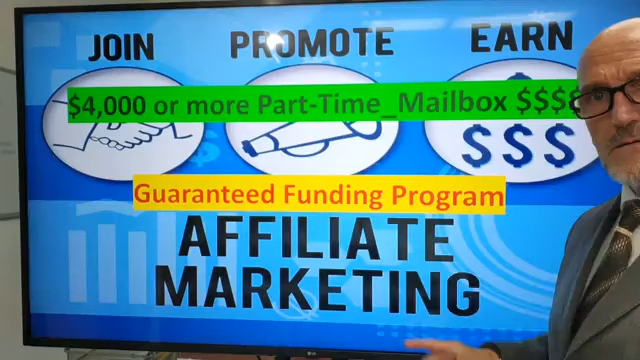 JOIN PROMOTE EARN
$4,000 or more Part-Time_Mailbox $$$$
$$$
Guaranteed Funding Program
AFFILIATE
MARKETING
LG